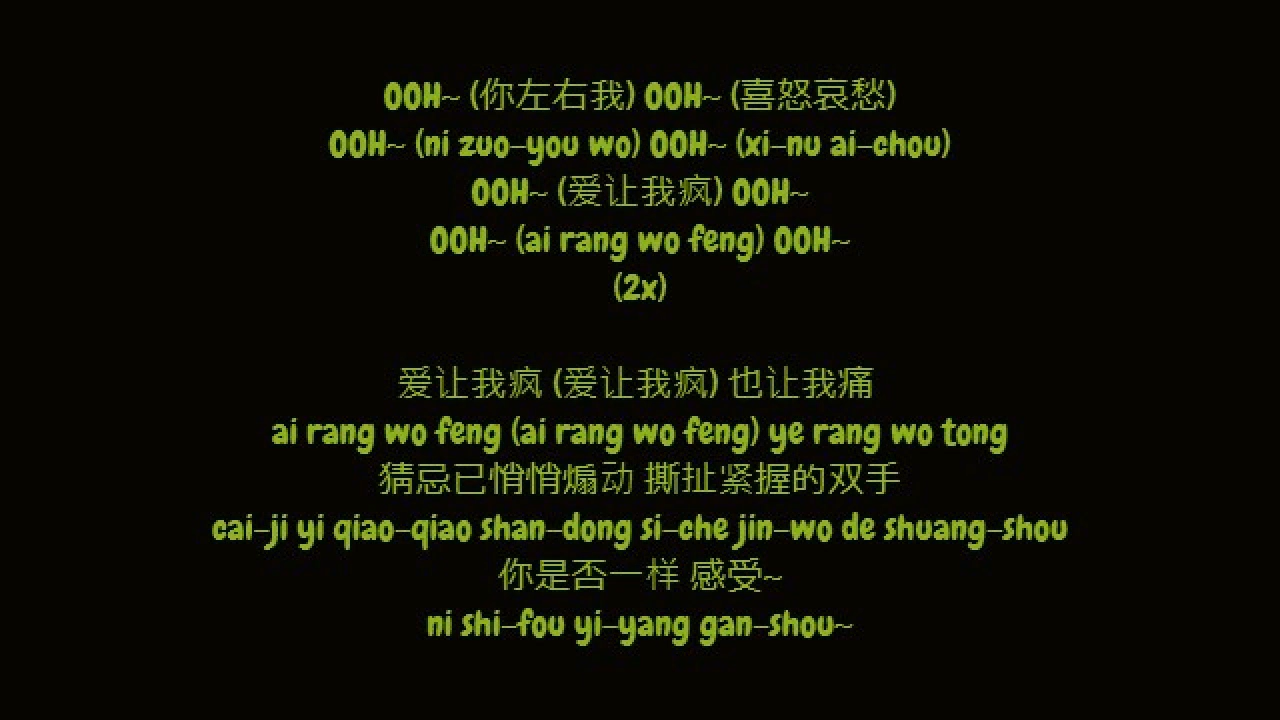 OOH~ (你左右我) OOH~ (喜怒哀愁)
OOH~ (ni zuo-you wo) OOH~ (xi-nu ai-chou)
OOH~ (爱让我疯) OOH~
OOH~ (ai rang wo feng) OOH~
(2x)
爱让我疯 (爱让我疯) 也让我痛
ai rang wo feng (ai rang wo feng) ye rang wo tong
猜忌已悄悄煽动 撕扯紧握的双手
cai-ji yi qiao-qiao shan-dong si-che jin-wo de shuang-shou
你是否一样 感受~
ni shi-fou yi-yang gan-shou~